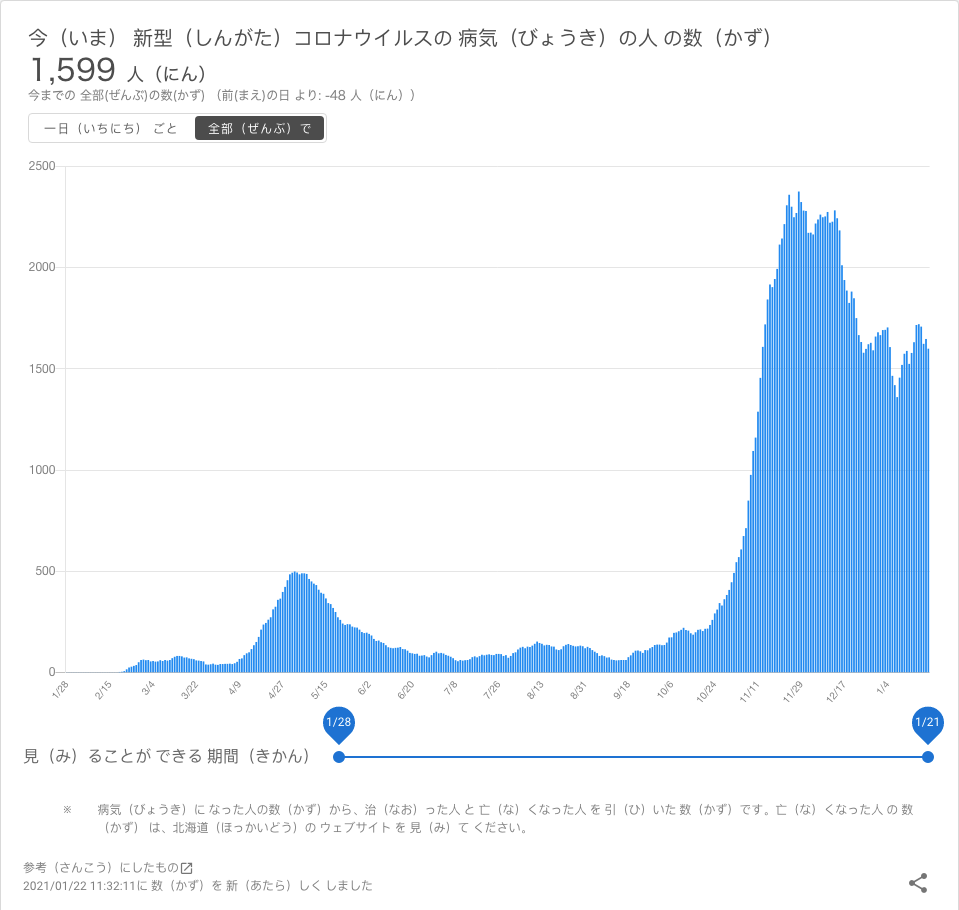 今（いま） 新型（しんがた）コロナウイルスの 病気（びょうき）の人 の数（かず）
1,599 人（にん）
今までの 全部(ぜんぶ)の数(かず) （前(まえ)の日 より: -48 人（にん））
一日（いちにち） ごと 全部（ぜんぶ）で
2500
2000
1500
1000
500
0
1/28 2/15 3/4 3/22 4/9 4/27 5/15 6/2 6/20 7/8 7/26 8/13 8/31 9/18 10/6 10/24 11/11 11/29 12/17 1/4
1/28 1/21
見（み）ることが できる 期間（きかん）
※ 病気（びょうき）に なった人の数（かず）から、治（なお）った人 と 亡（な）くなった人 を 引（ひ）いた 数（かず）です。亡（な）くなった人 の 数
（かず） は、北海道（ほっかいどう）の ウェブサイト を 見（み）て ください。
参考（さんこう）にしたもの
2021/01/22 11:32:11に 数（かず）を 新（あたら）しく しました